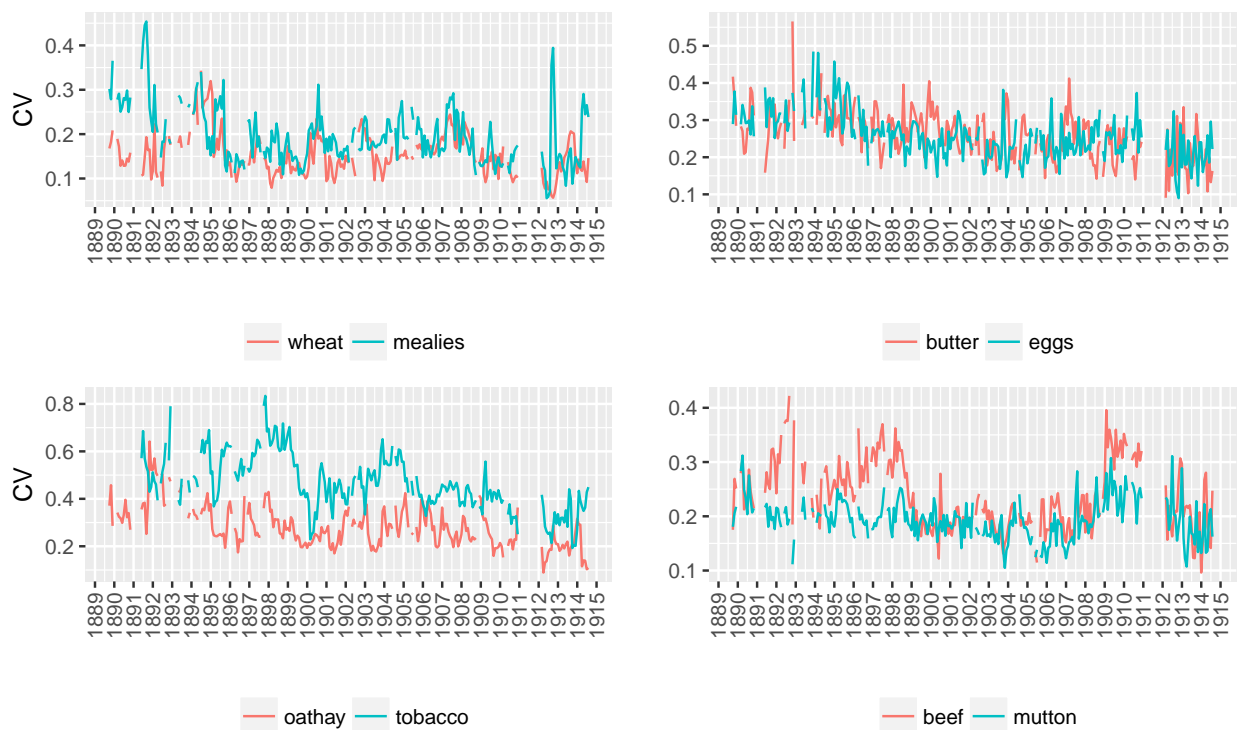 CV
0.4
0.3
0.2
0.1
1889 1890 1891 1892 1893 1894 1895 1896 1897 1898 1899 1900 1901 1902 1903 1904 1905 1906 1907 1908 1909 1910 1911 1912 1913 1914 1915
wheat mealies
0.5
0.4
0.3
0.2
0.1
1889 1890 1891 1892 1893 1894 1895 1896 1897 1898 1899 1900 1901 1902 1903 1904 1905 1906 1907 1908 1909 1910 1911 1912 1913 1914 1915
butter eggs
CV
0.8
0.6
0.4
0.2
1889 1890 1891 1892 1893 1894 1895 1896 1897 1898 1899 1900 1901 1902 1903 1904 1905 1906 1907 1908 1909 1910 1911 1912 1913 1914 1915
oathay tobacco
0.4
0.3
0.2
0.1
1889 1890 1891 1892 1893 1894 1895 1896 1897 1898 1899 1900 1901 1902 1903 1904 1905 1906 1907 1908 1909 1910 1911 1912 1913 1914 1915
beef mutton